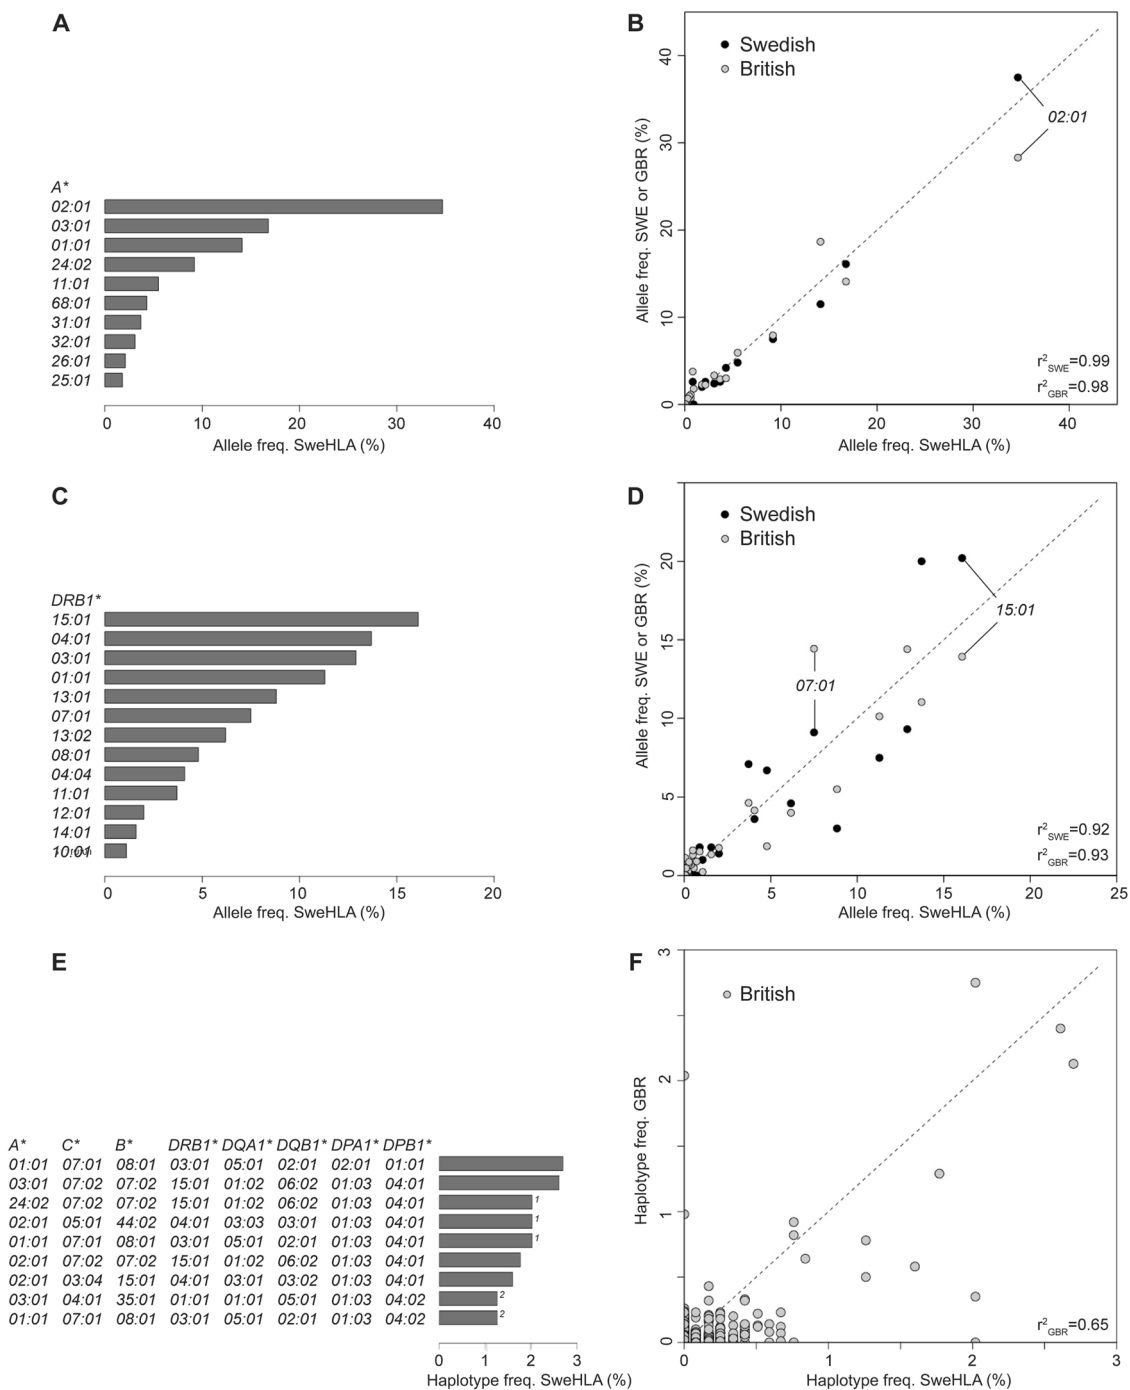 A
A*
02:01
03:01
01:01
24:02
11:01
68:01
31:01
32:01
26:01
25:01
0 10 20 30 40
Allele freq. SweHLA (%)
B
Swedish
British
40
30
20
10
0
Allele freq. SWE or GBR (%)
02:01
r²SWE=0.99
r²GBR=0.98
0 10 20 30 40
Allele freq. SweHLA (%)
C
DRB1*
15:01
04:01
03:01
01:01
13:01
07:01
13:02
08:01
04:04
11:01
12:01
14:01
10:01
0 5 10 15 20
Allele freq. SweHLA (%)
D
Swedish
British
20
15
10
5
0
Allele freq. SWE or GBR (%)
15:01
07:01
r²SWE=0.92
r²GBR=0.93
0 5 10 15 20 25
Allele freq. SweHLA (%)
E
A* C* B* DRB1* DQA1* DQB1* DPA1* DPB1*
01:01 07:01 08:01 03:01 05:01 02:01 02:01 01:01
03:01 07:02 07:02 15:01 01:02 06:02 01:03 04:01
24:02 07:02 07:02 15:01 01:02 06:02 01:03 04:01 1
02:01 05:01 44:02 04:01 03:03 03:01 01:03 04:01 1
01:01 07:01 08:01 03:01 05:01 02:01 01:03 04:01 1
02:01 07:02 07:02 15:01 01:02 06:02 01:03 04:01
02:01 03:04 15:01 04:01 03:01 03:02 01:03 04:01
03:01 04:01 35:01 01:01 01:01 05:01 01:03 04:02 2
01:01 07:01 08:01 03:01 05:01 02:01 01:03 04:02 2
0 1 2 3
Haplotype freq. SweHLA (%)
F
British
3
2
1
0
Haplotype freq. GBR
r²GBR=0.65
0 1 2 3
Haplotype freq. SweHLA (%)